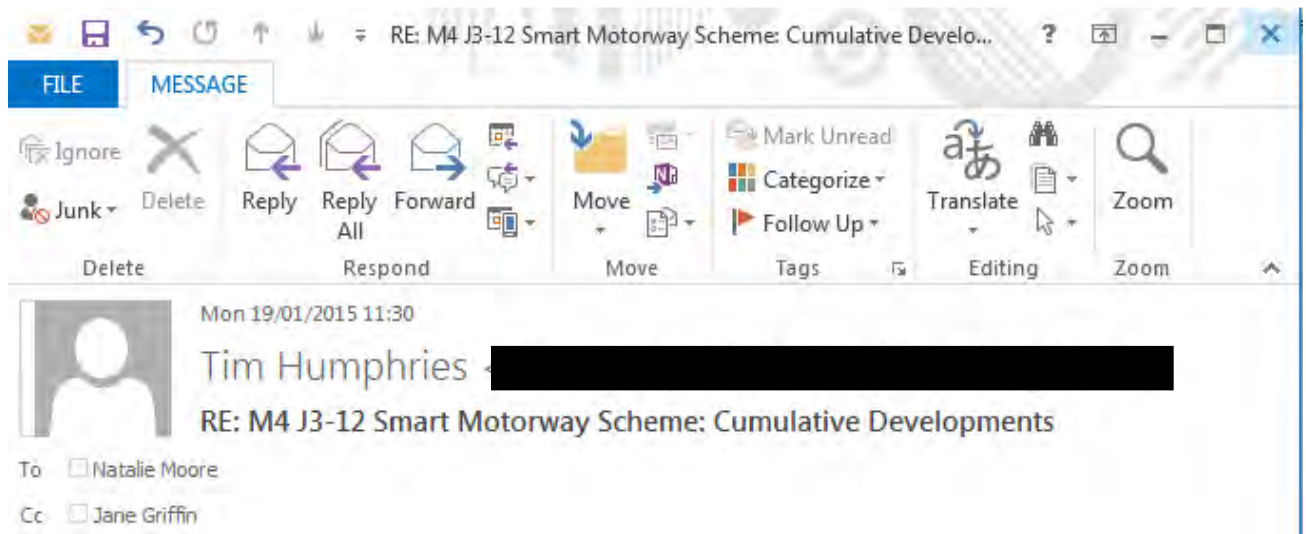 RE: M4 J3-12 Smart Motorway Scheme: Cumulative Develo... ?
FILE MESSAGE
Ignore
Junk
Delete
Reply
Reply All
Forward
Move
Mark Unread
Categorize
Follow Up
Translate
Zoom
Delete Respond Move Tags Editing Zoom
Mon 19/01/2015 11:30
Tim Humphries <
RE: M4 J3-12 Smart Motorway Scheme: Cumulative Developments
To Natalie Moore
Cc Jane Griffin